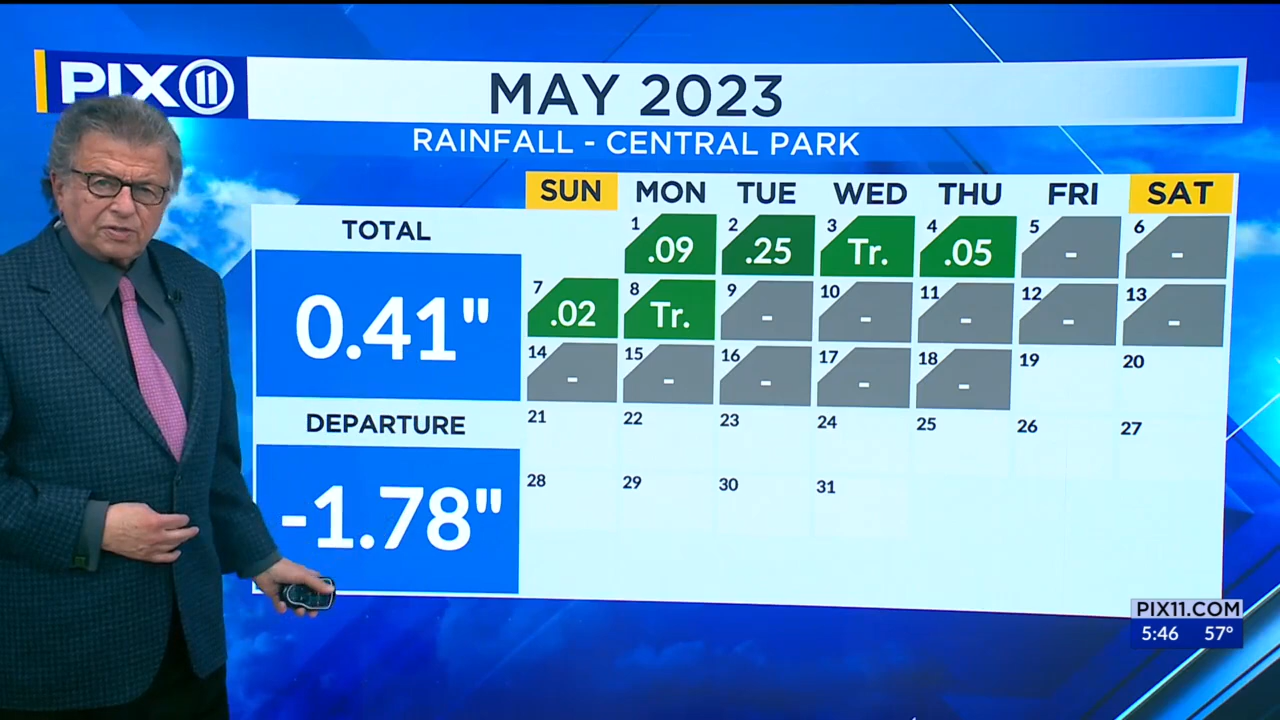 PIX11
MAY 2023
RAINFALL - CENTRAL PARK
SUN MON TUE WED THU FRI SAT
TOTAL
0.41"
DEPARTURE
-1.78"
1 2 3 4 5 6
.09 .25 Tr. .05 - -
7 8 9 10 11 12 13
.02 Tr. - - - - -
14 15 16 17 18 19 20
- - - - -
21 22 23 24 25 26 27
28 29 30 31
PIX11.COM
5:46 57°